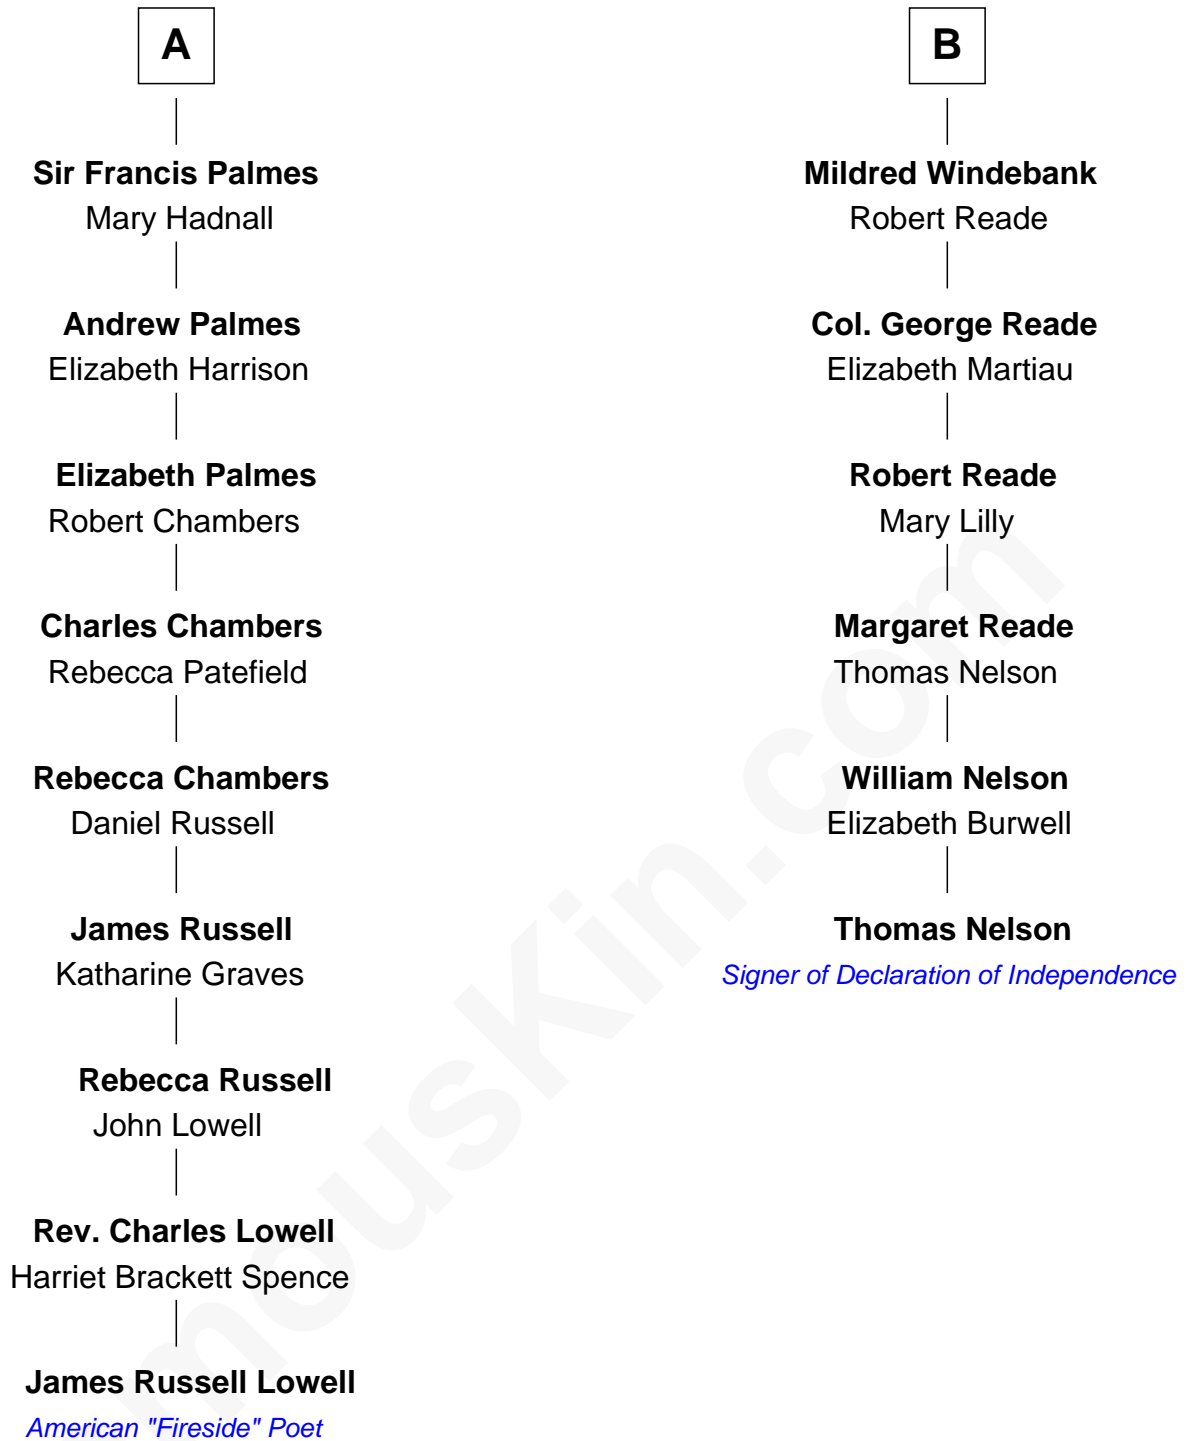 A
Sir Francis Palmes
Mary Hadnall
Andrew Palmes
Elizabeth Harrison
Elizabeth Palmes
Robert Chambers
Charles Chambers
Rebecca Patefield
Rebecca Chambers
Daniel Russell
James Russell
Katharine Graves
Rebecca Russell
John Lowell
Rev. Charles Lowell
Harriet Brackett Spence
James Russell Lowell
American "Fireside" Poet
B
Mildred Windebank
Robert Reade
Col. George Reade
Elizabeth Martiau
Robert Reade
Mary Lilly
Margaret Reade
Thomas Nelson
William Nelson
Elizabeth Burwell
Thomas Nelson
Signer of Declaration of Independence
mousKin.com